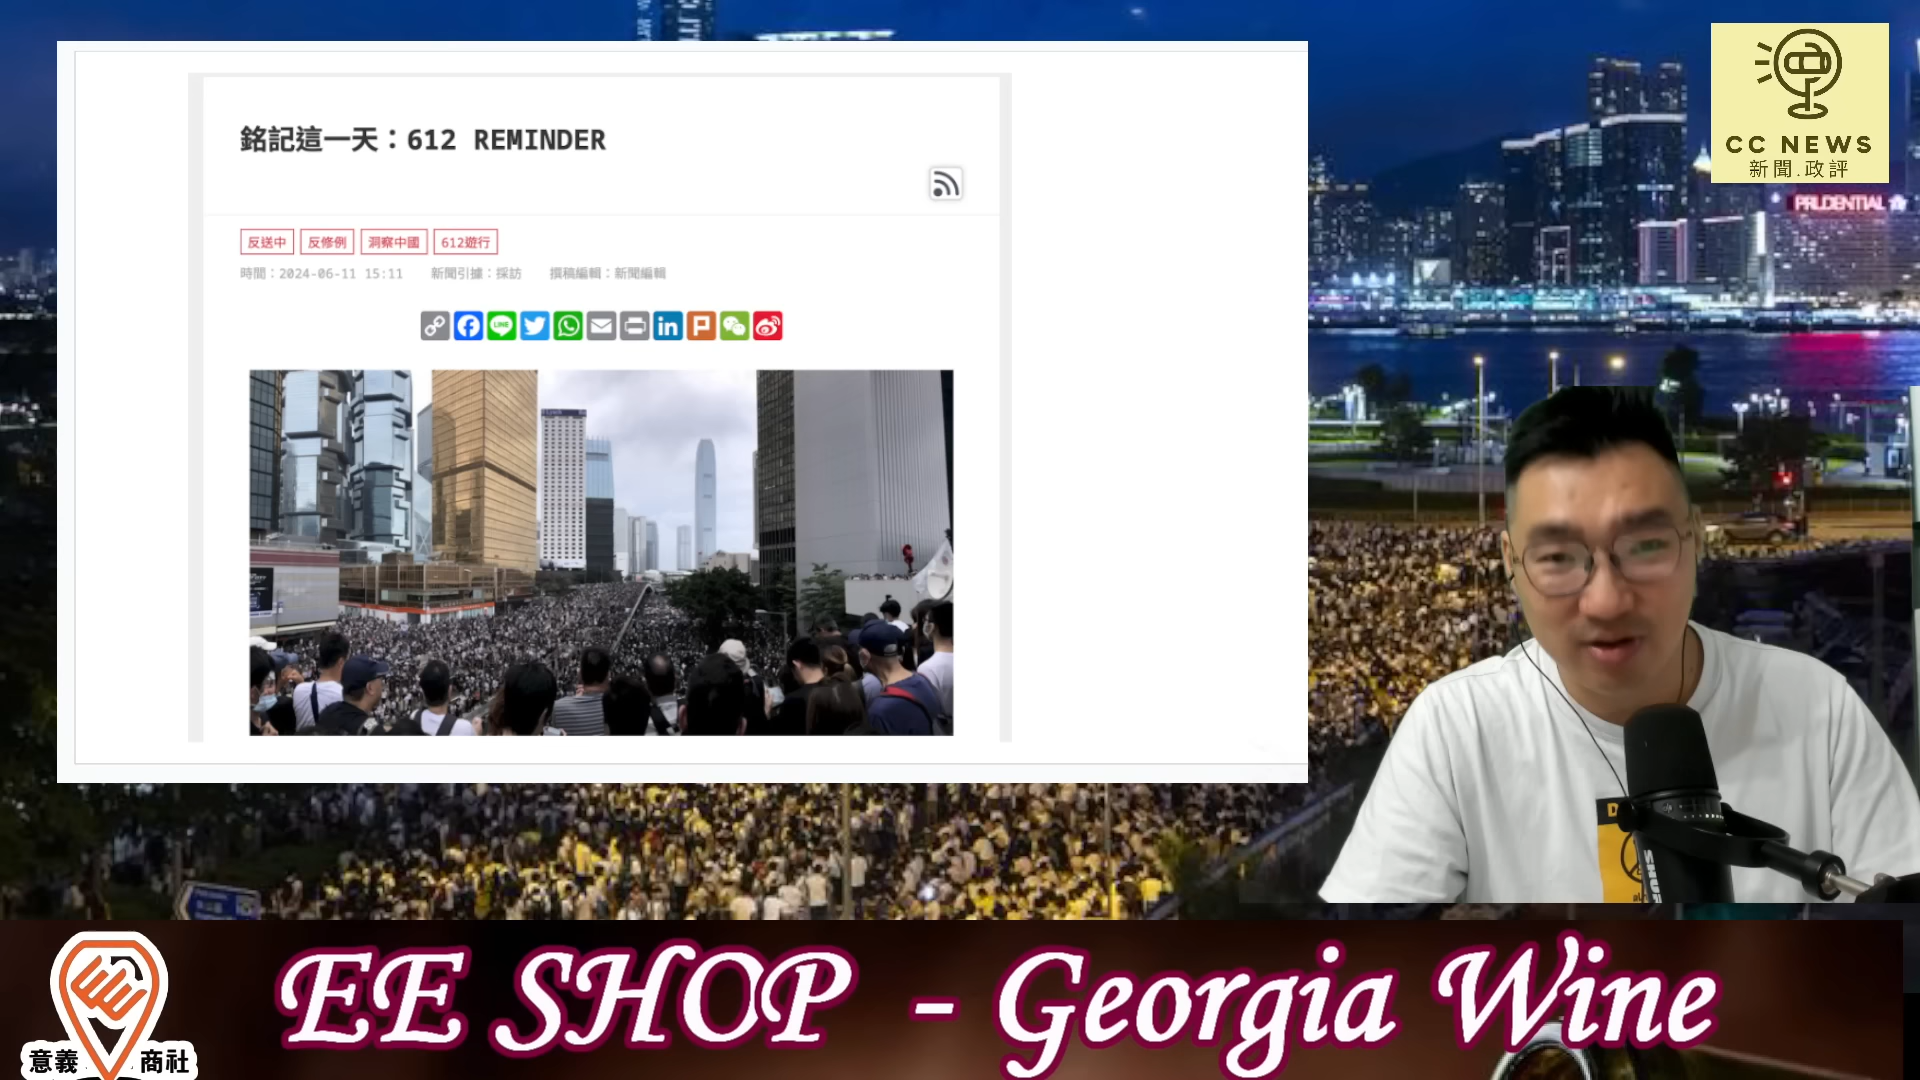 銘記這一天：612 REMINDER
反送中 反修例 洞察中國 612遊行
時間：2024-06-11 15:11 新聞引據：採訪 撰稿編輯：新聞編輯
LINE
CC NEWS
新聞.政評
PRUDENTIAL
SHUR
EE SHOP - Georgia Wine
意義 商社